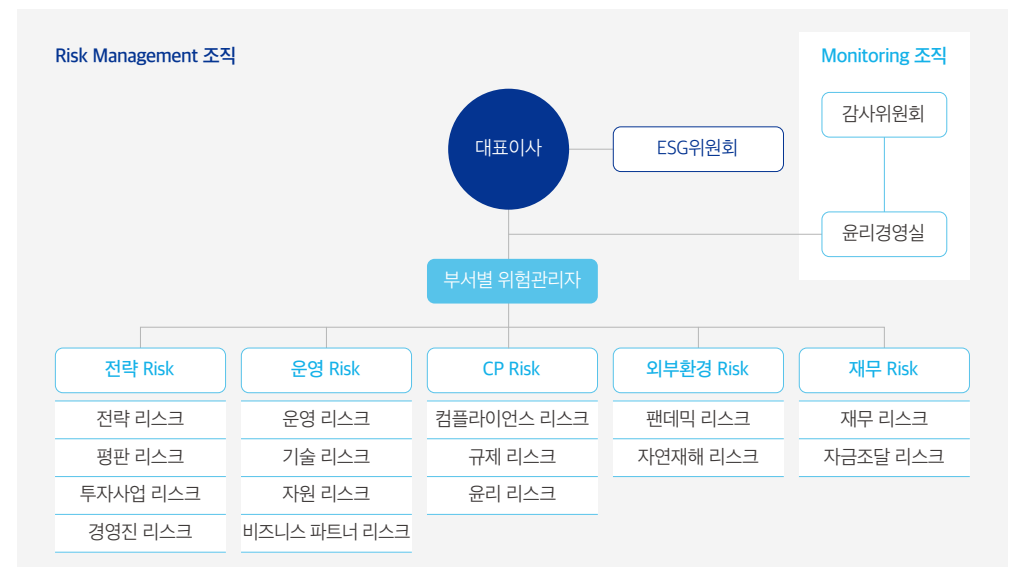 Risk Management 조직
Monitoring 조직
감사위원회
대표이사
ESG위원회
윤리경영실
부서별 위험관리자
전략 Risk
운영 Risk
CP Risk
외부환경 Risk
재무 Risk
전략 리스크
운영 리스크
컴플라이언스 리스크
팬데믹 리스크
재무 리스크
평판 리스크
기술 리스크
규제 리스크
자연재해 리스크
자금조달 리스크
투자사업 리스크
자원 리스크
윤리 리스크
경영진 리스크
비즈니스 파트너 리스크